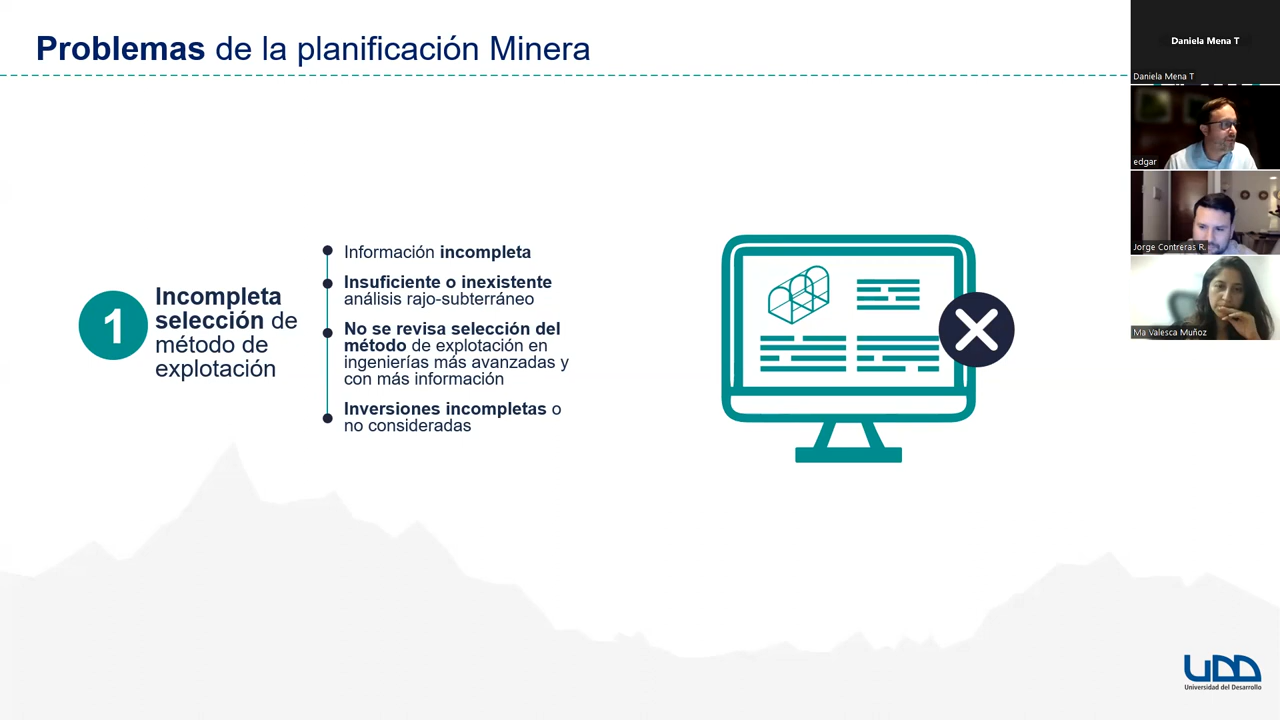 Problemas de la planificación Minera
1
Incompleta
selección de
método de
explotación
Información incompleta
Insuficiente o inexistente
análisis rajo-subterráneo
No se revisa selección del
método de explotación en
ingenierías más avanzadas y
con más información
Inversiones incompletas o
no consideradas
Daniela Mena T
Daniela Mena T
edgar
Jorge Contreras R.
Ma Valesca Muñoz
UDD
Universidad del Desarrollo